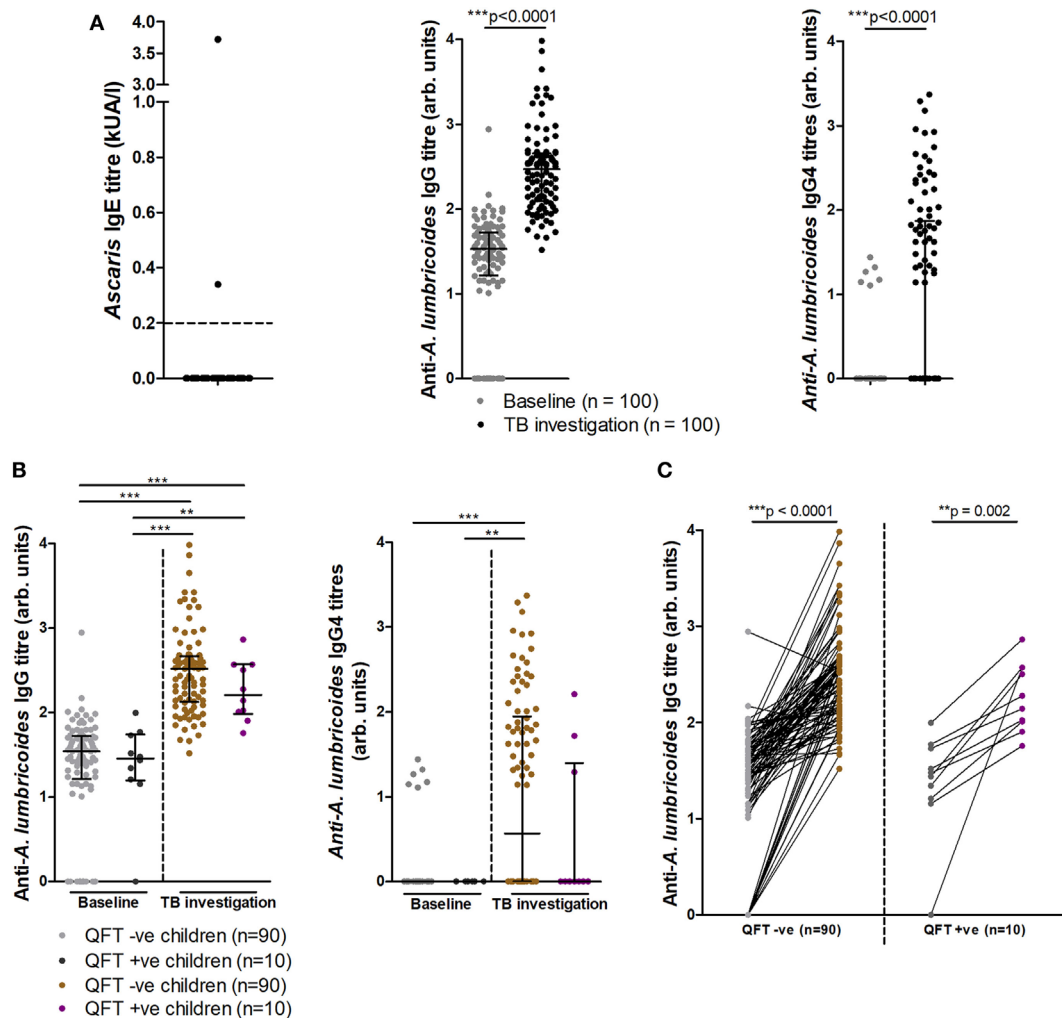 A
***p<0.0001
***p<0.0001
Ascaris IgE titre (kUA/l)
4.0
3.5
3.0
1.0
0.8
0.6
0.4
0.2
0.0
Anti-A. lumbricoides IgG titre (arb. units)
4
3
2
1
0
Anti-A. lumbricoides IgG4 titres (arb. units)
4
3
2
1
0
Baseline (n = 100)
TB investigation (n = 100)
B
***
***
**
***
Anti-A. lumbricoides IgG titre (arb. units)
4
3
2
1
0
Baseline
TB investigation
***
**
Anti-A. lumbricoides IgG4 titres
(arb. units)
4
3
2
1
0
Baseline
TB investigation
QFT -ve children (n=90)
QFT +ve children (n=10)
QFT -ve children (n=90)
QFT +ve children (n=10)
C
***p < 0.0001
**p = 0.002
Anti-A. lumbricoides IgG titre (arb. units)
4
3
2
1
0
QFT -ve (n=90)
QFT +ve (n=10)